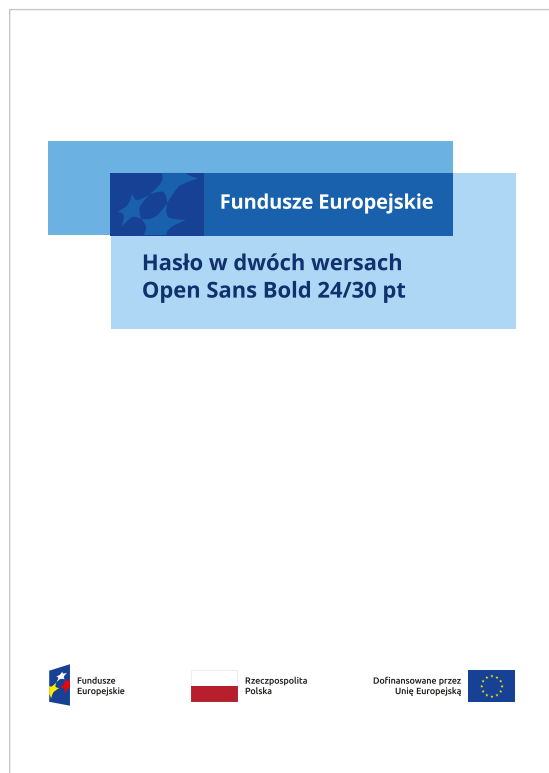 Fundusze Europejskie
Hasło w dwóch wersach
Open Sans Bold 24/30 pt
Fundusze
Europejskie
Rzeczpospolita
Polska
Dofinansowane przez
Unię Europejską